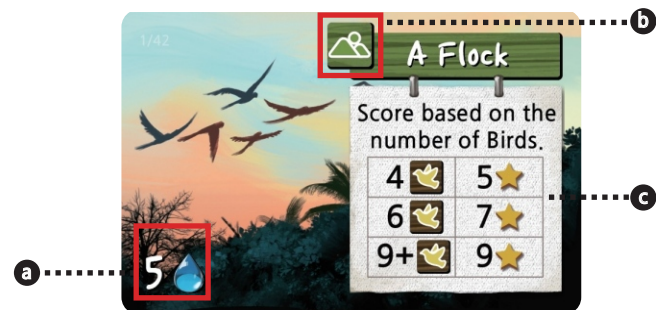 b
1/42
A Flock
Score based on the
number of Birds.
4 5
6 7
9+ 9
c
a
5